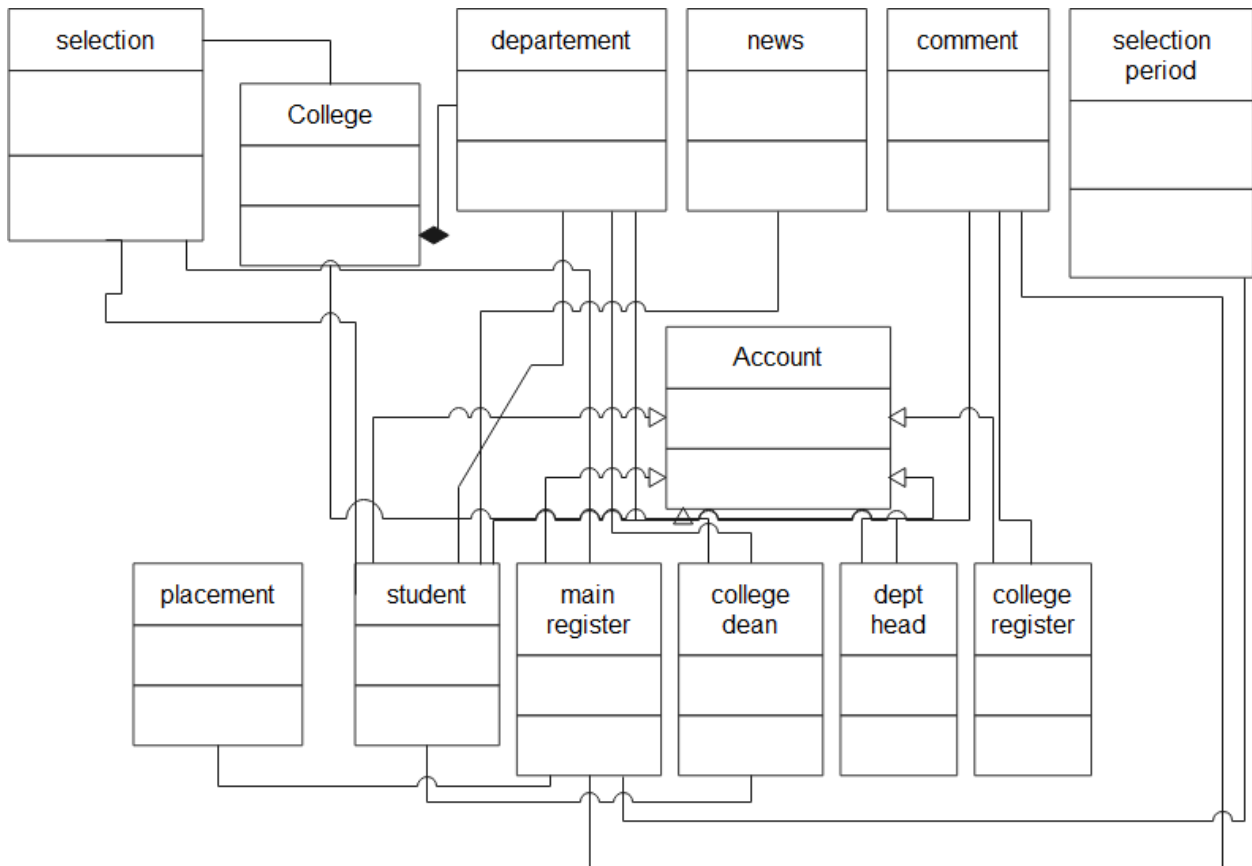 selection
departement
news
comment
selection
period
College
Account
placement
student
main
register
college
dean
dept
head
college
register